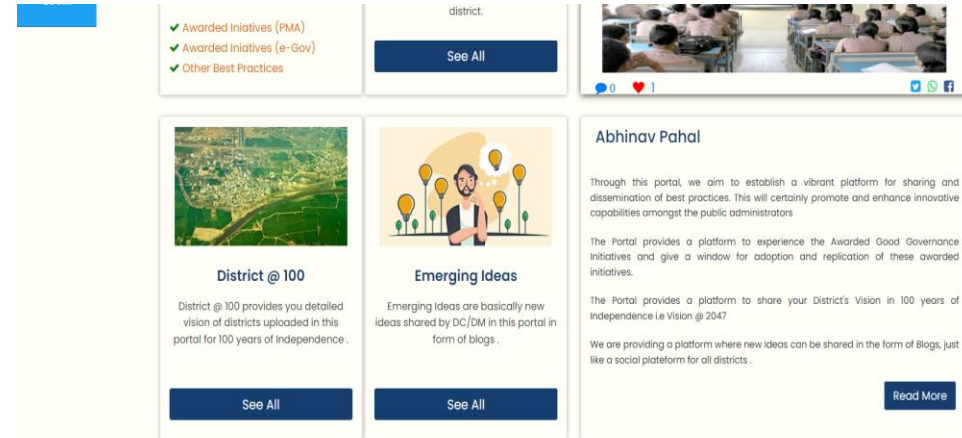 district.
Awarded Iniatives (PMA)
Awarded Iniatives (e-Gov)
Other Best Practices
See All
0
1
District @ 100
District @ 100 provides you detailed
vision of districts uploaded in this
portal for 100 years of Independence .
See All
Emerging Ideas
Emerging Ideas are basically new
ideas shared by DC/DM in this portal in
form of blogs .
See All
Abhinav Pahal
Through this portal, we aim to establish a vibrant platform for sharing and
dissemination of best practices. This will certainly promote and enhance innovative
capabilities amongst the public administrators
The Portal provides a platform to experience the Awarded Good Governance
Initiatives and give a window for adoption and replication of these awarded
initiatives.
The Portal provides a platform to share your District's Vision in 100 years of
Independence i.e Vision @ 2047
We are providing a platform where new Ideas can be shared in the form of Blogs, just
like a social plateform for all districts .
Read More